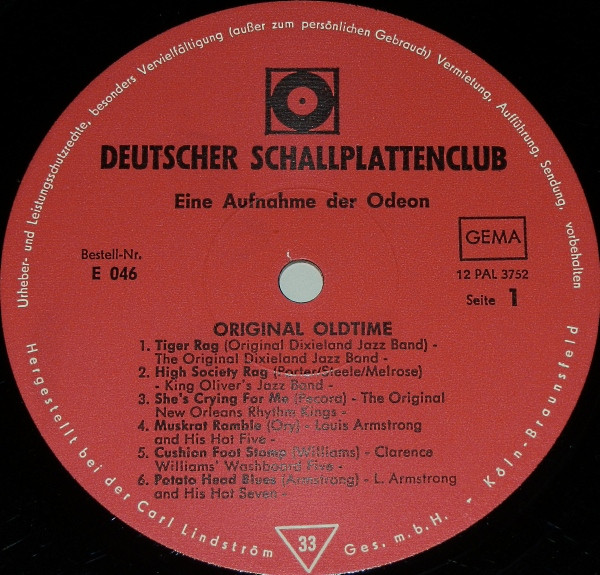 Urheber- und Leistungsschutzrechte, besonders Vervielfältigung (außer zum persönlichen Gebrauch) Vermietung, Aufführung, Sendung, vorbehalten
DEUTSCHER SCHALLPLATTENCLUB
Eine Aufnahme der Odeon
Bestell-Nr.
E 046
GEMA
12 PAL 3752
Seite 1
ORIGINAL OLDTIME
1. Tiger Rag (Original Dixieland Jazz Band) -
The Original Dixieland Jazz Band -
2. High Society Rag (Porter/Steele/Melrose)
- King Oliver's Jazz Band -
3. She's Crying For Me (Pecora) - The Original
New Orleans Rhythm Kings -
4. Muskrat Ramble (Ory) - Louis Armstrong
and His Hot Five -
5. Cushion Foot Stomp (Williams) - Clarence
Williams' Washboard Five -
6. Potato Head Blues (Armstrong) - L. Armstrong
and His Hot Seven -
33
Hergestellt bei der Carl Lindström Ges. m. b. H. - Köln-Braunsfeld